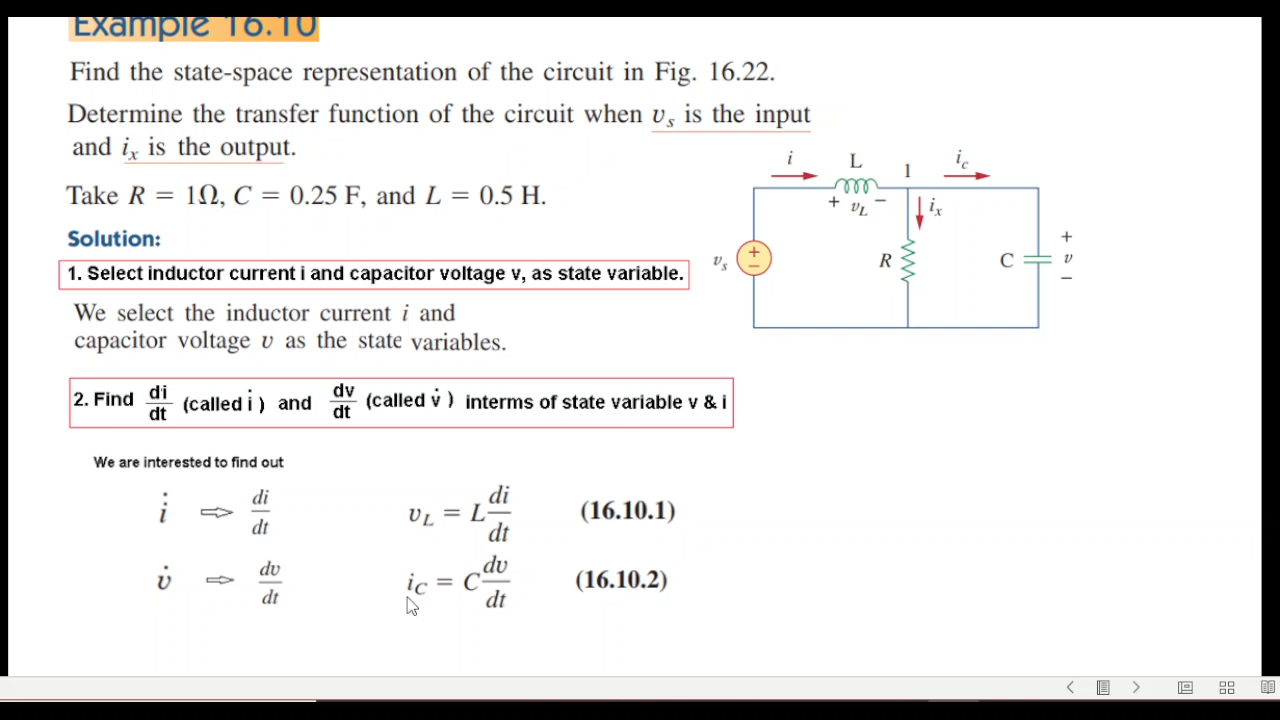 Example 16.10
Find the state-space representation of the circuit in Fig. 16.22.
Determine the transfer function of the circuit when vₛ is the input
and iₓ is the output.
Take R = 1Ω, C = 0.25 F, and L = 0.5 H.
Solution:
1. Select inductor current i and capacitor voltage v, as state variable.
We select the inductor current i and
capacitor voltage v as the state variables.
i L 1 i_c
+ v_L − iₓ
vₛ + − R C + v −
2. Find di/dt (called i̇ ) and dv/dt (called v̇ ) interms of state variable v & i
We are interested to find out
i̇ ⇨ di/dt v_L = L di/dt (16.10.1)
v̇ ⇨ dv/dt i_C = C dv/dt (16.10.2)